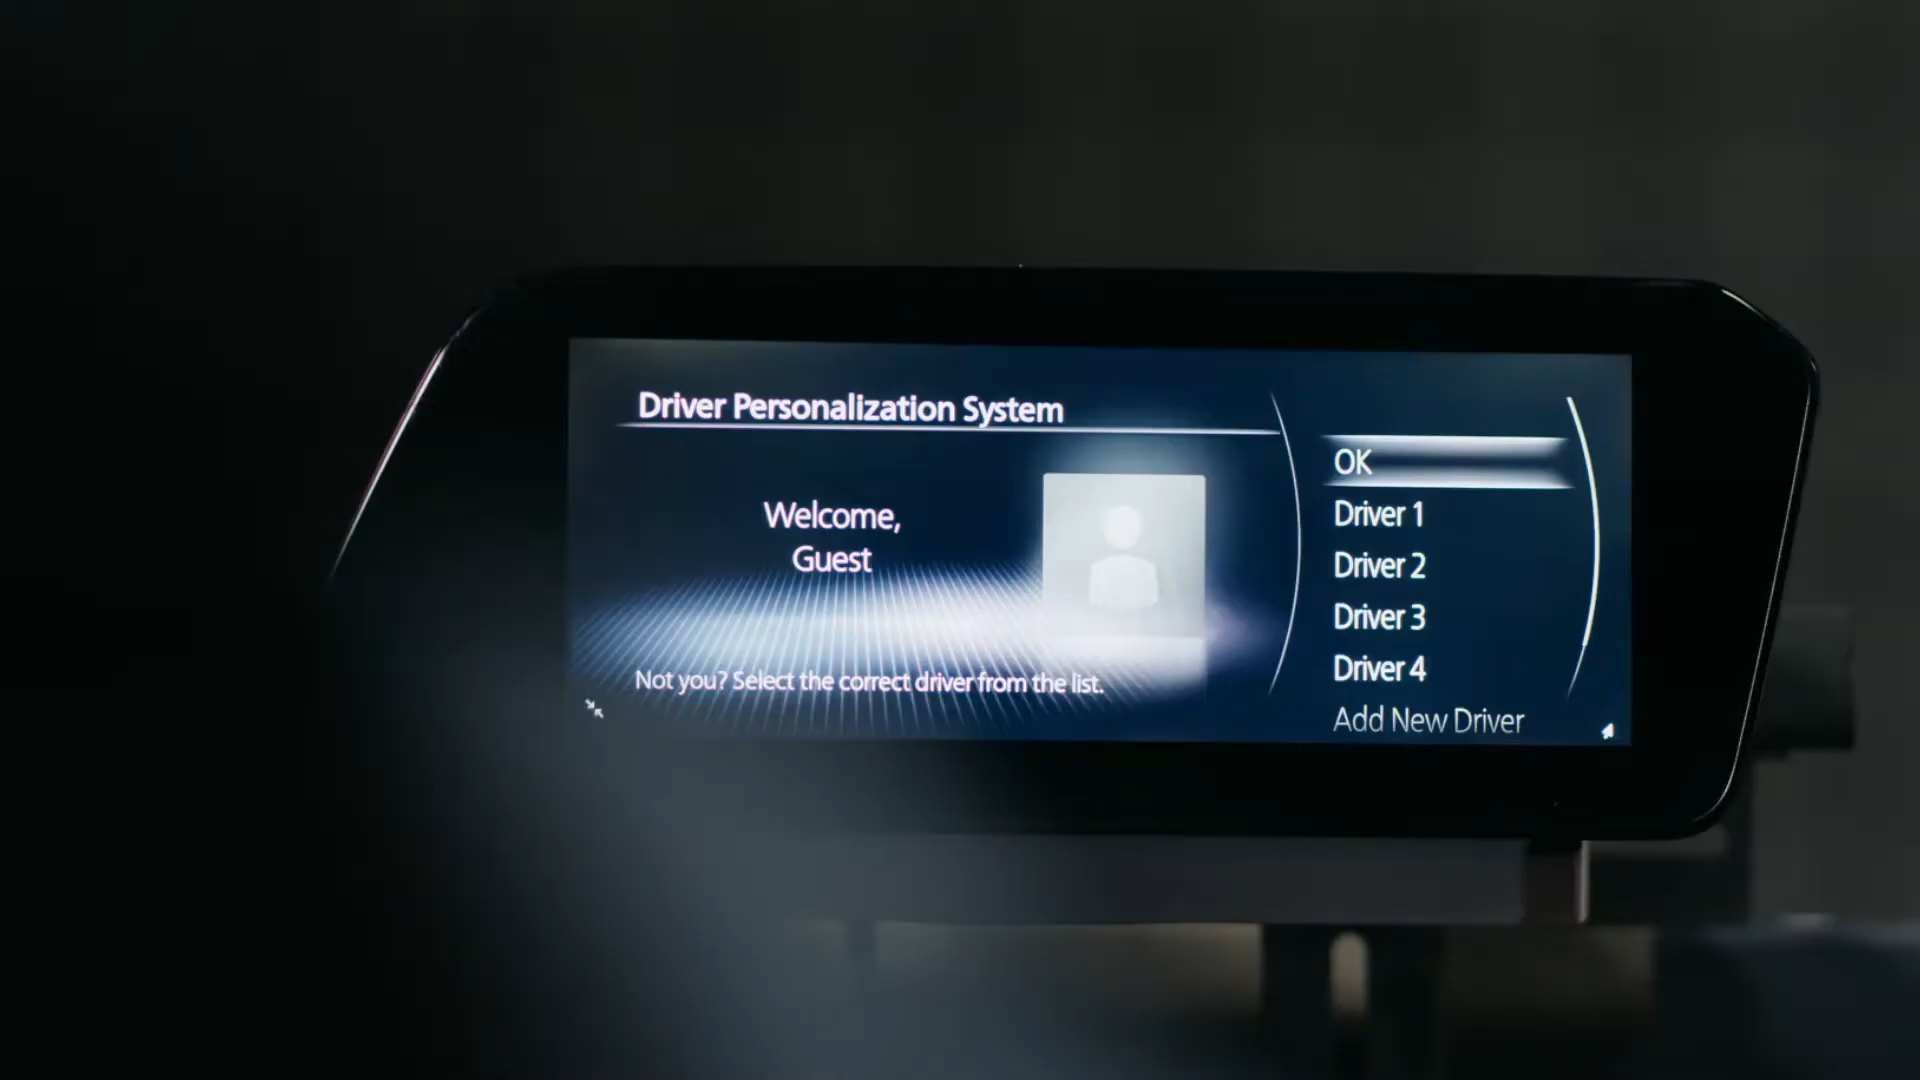 Driver Personalization System
Welcome,
Guest
Not you? Select the correct driver from the list.
OK
Driver 1
Driver 2
Driver 3
Driver 4
Add New Driver